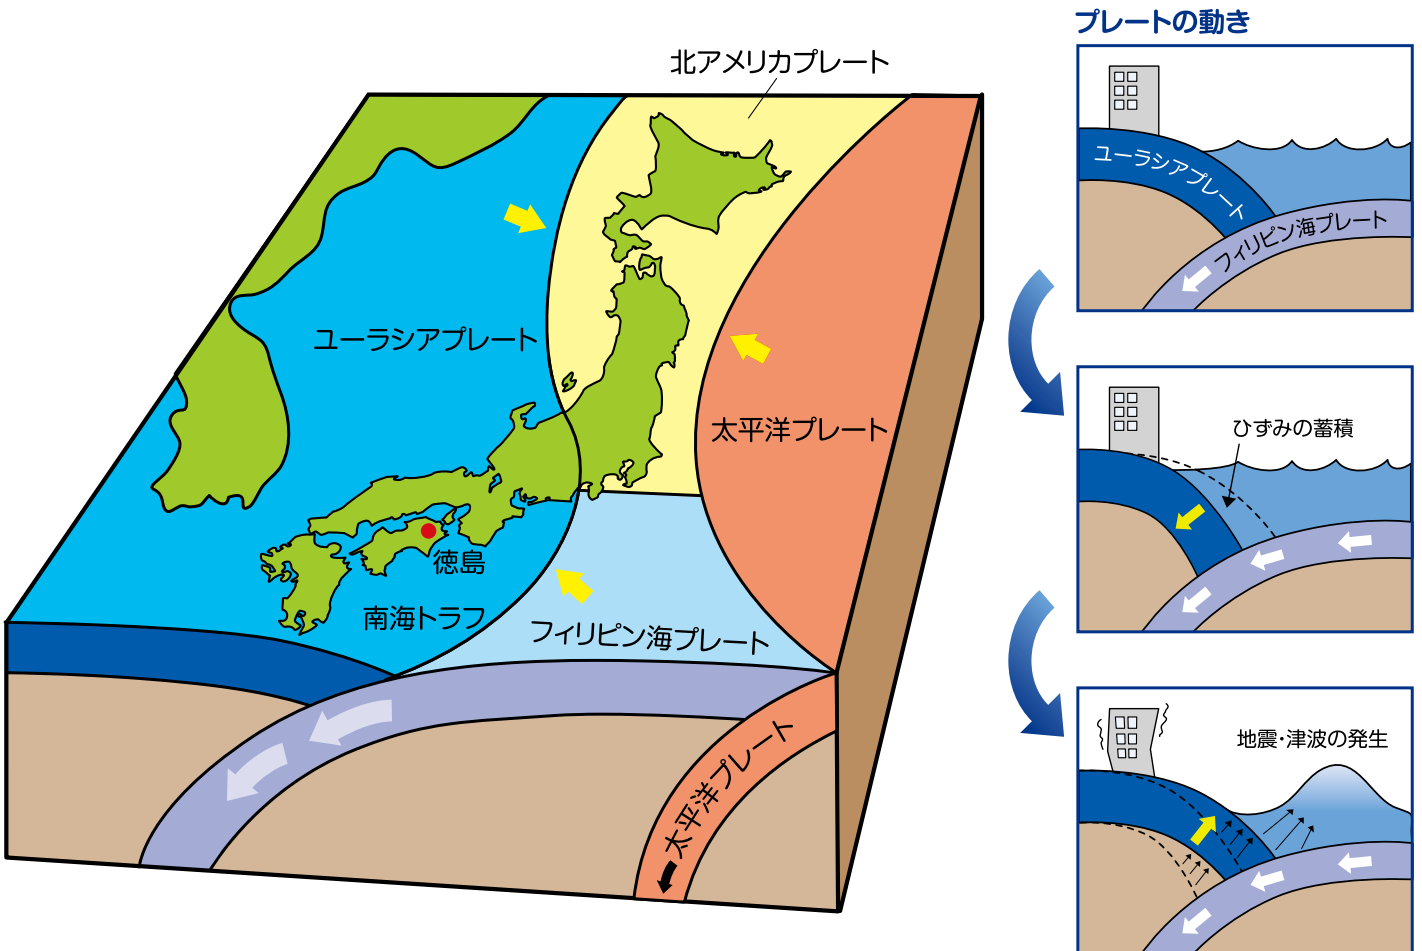 北アメリカプレート
ユーラシアプレート
太平洋プレート
徳島
南海トラフ
フィリピン海プレート
太平洋プレート
プレートの動き
ユーラシアプレート
フィリピン海プレート
ひずみの蓄積
地震・津波の発生